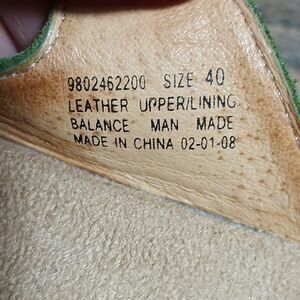 9802462200 SIZE 40
LEATHER UPPER/LINING
BALANCE MAN MADE
MADE IN CHINA 02-01-08